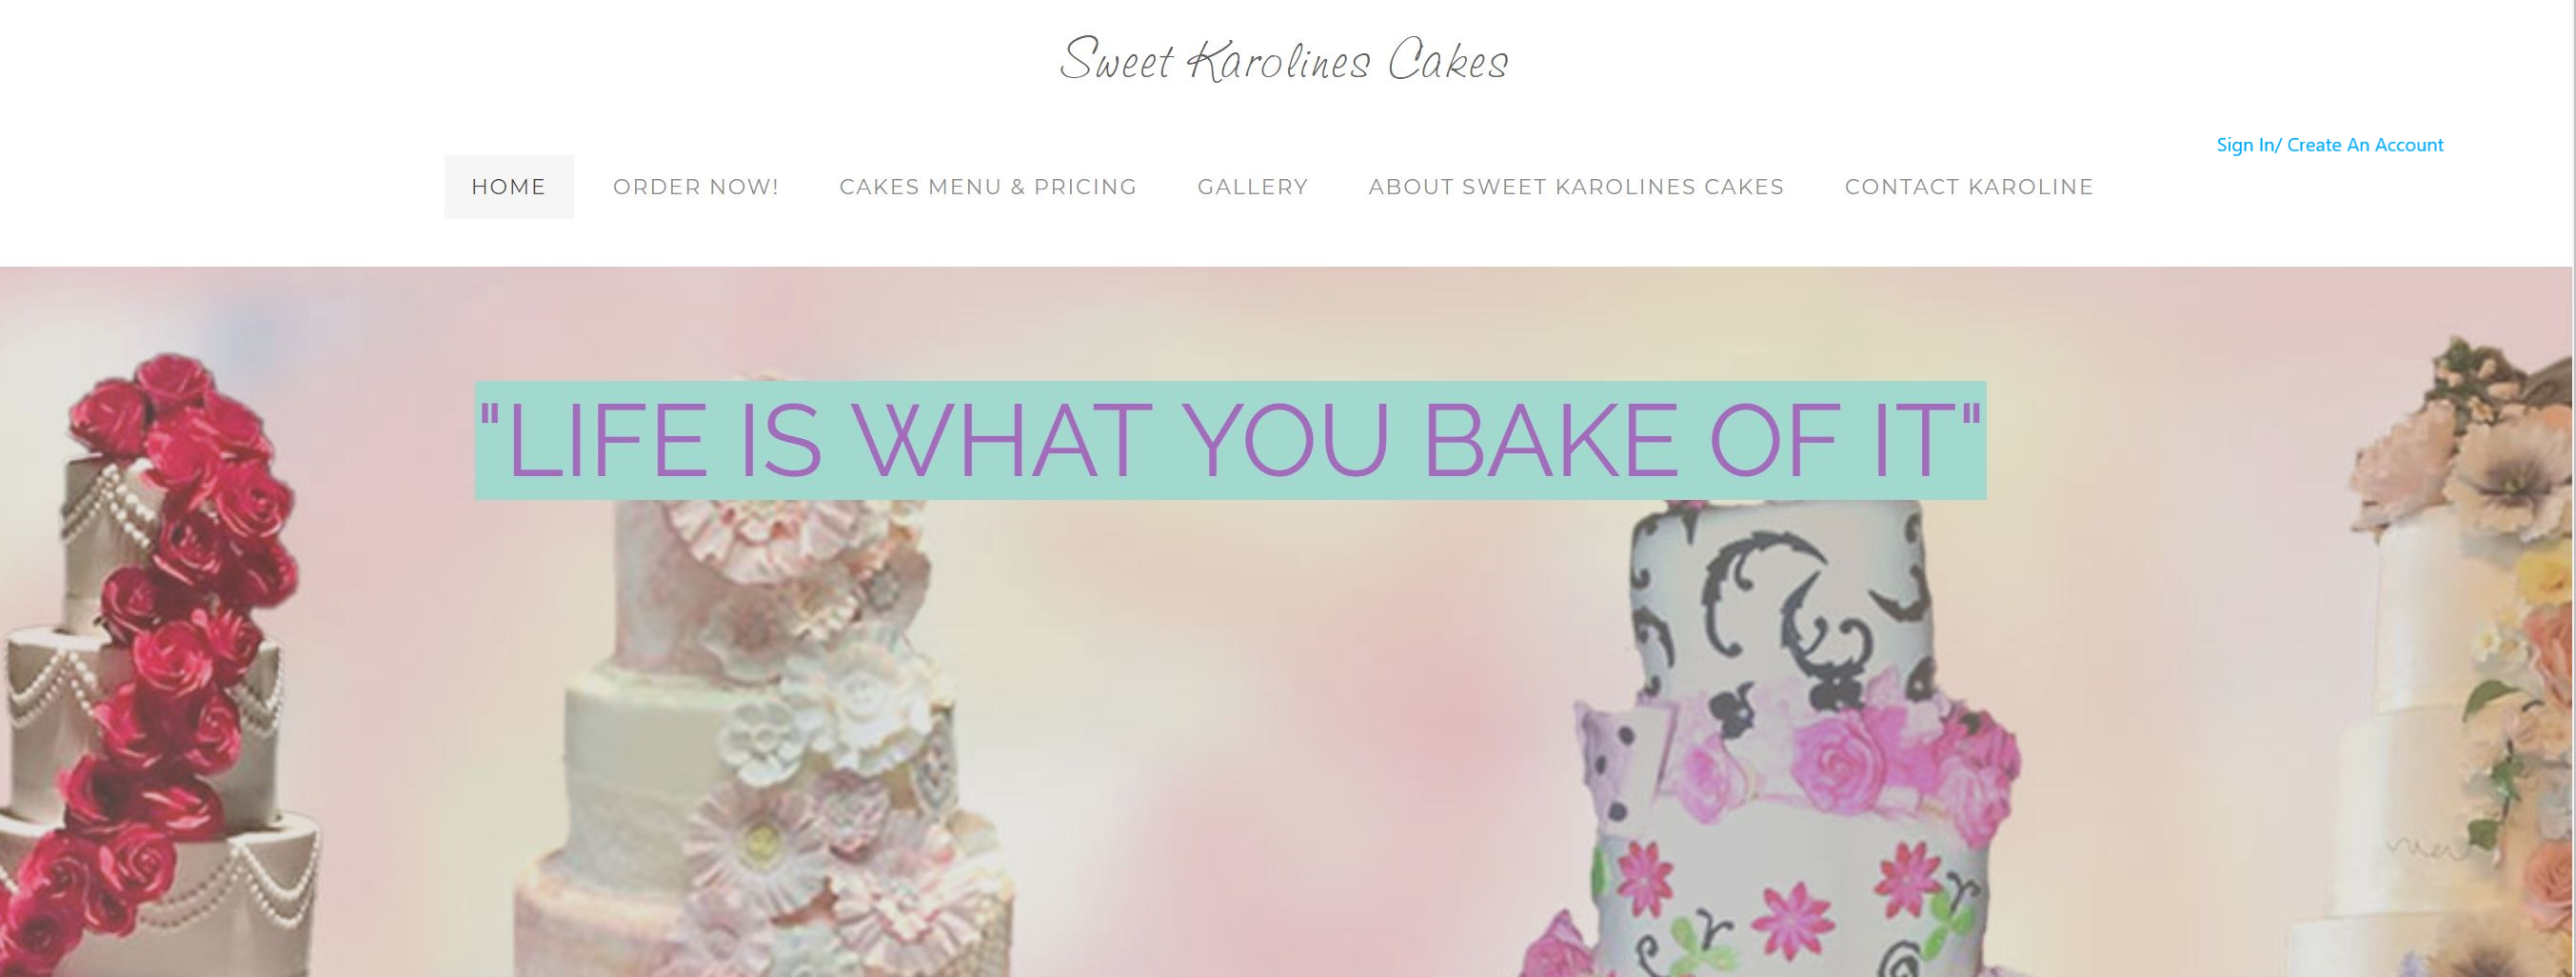 Sweet Karolines Cakes
Sign In/ Create An Account
HOME ORDER NOW! CAKES MENU & PRICING GALLERY ABOUT SWEET KAROLINES CAKES CONTACT KAROLINE
"LIFE IS WHAT YOU BAKE OF IT"